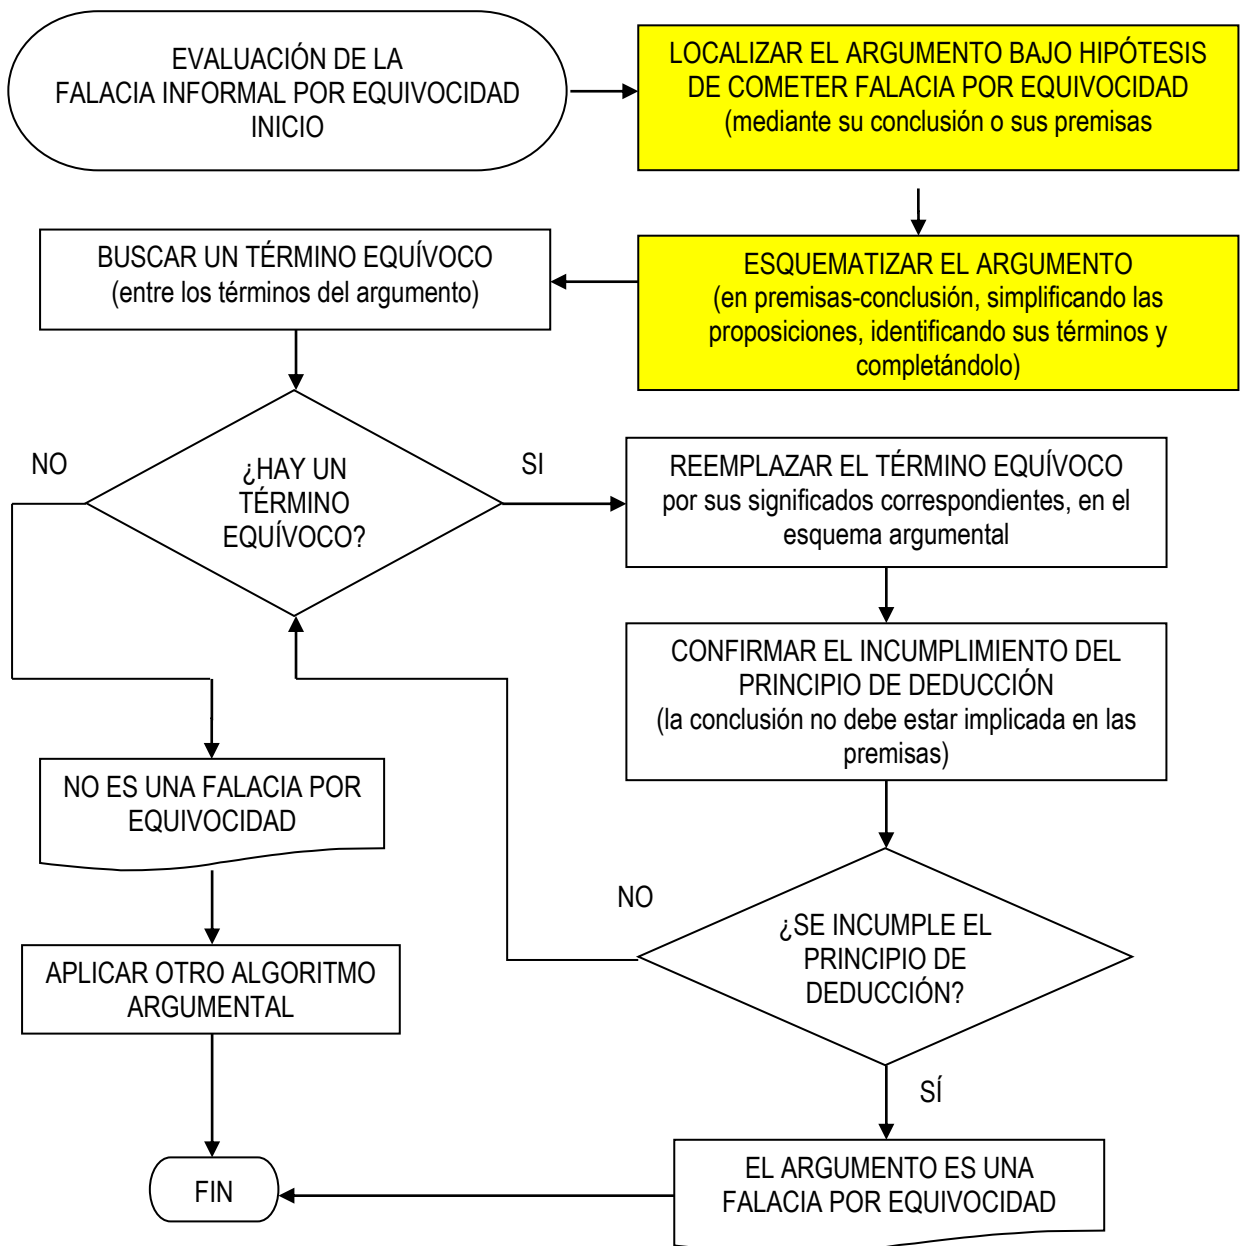 EVALUACIÓN DE LA
FALACIA INFORMAL POR EQUIVOCIDAD
INICIO
LOCALIZAR EL ARGUMENTO BAJO HIPÓTESIS
DE COMETER FALACIA POR EQUIVOCIDAD
(mediante su conclusión o sus premisas
ESQUEMATIZAR EL ARGUMENTO
(en premisas-conclusión, simplificando las
proposiciones, identificando sus términos y
completándolo)
BUSCAR UN TÉRMINO EQUÍVOCO
(entre los términos del argumento)
¿HAY UN
TÉRMINO
EQUÍVOCO?
NO
SI
REEMPLAZAR EL TÉRMINO EQUÍVOCO
por sus significados correspondientes, en el
esquema argumental
CONFIRMAR EL INCUMPLIMIENTO DEL
PRINCIPIO DE DEDUCCIÓN
(la conclusión no debe estar implicada en las
premisas)
NO ES UNA FALACIA POR
EQUIVOCIDAD
APLICAR OTRO ALGORITMO
ARGUMENTAL
NO
¿SE INCUMPLE EL
PRINCIPIO DE
DEDUCCIÓN?
SÍ
EL ARGUMENTO ES UNA
FALACIA POR EQUIVOCIDAD
FIN